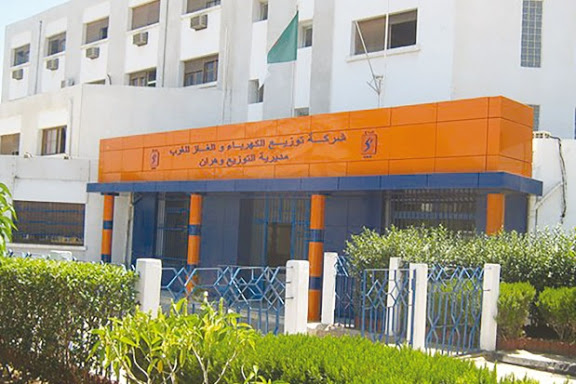 شركة توزيع الكهرباء و الغاز للغرب
مديرية التوزيع وهران